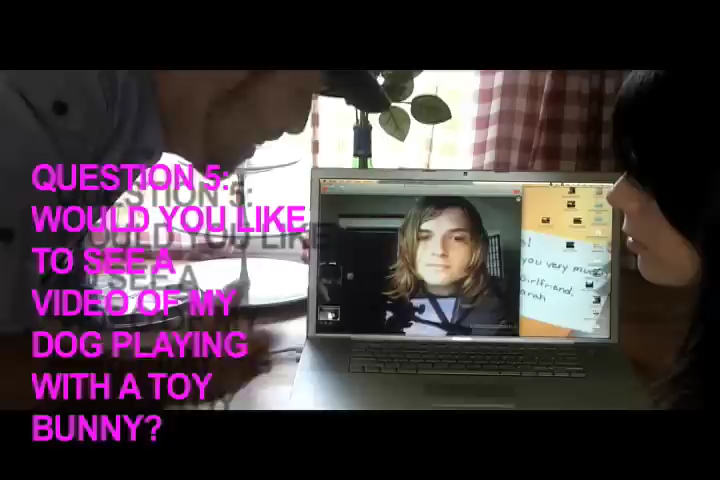 QUESTION 5:
WOULD YOU LIKE
TO SEE A
VIDEO OF MY
DOG PLAYING
WITH A TOY
BUNNY?
you very much
Girlfriend,